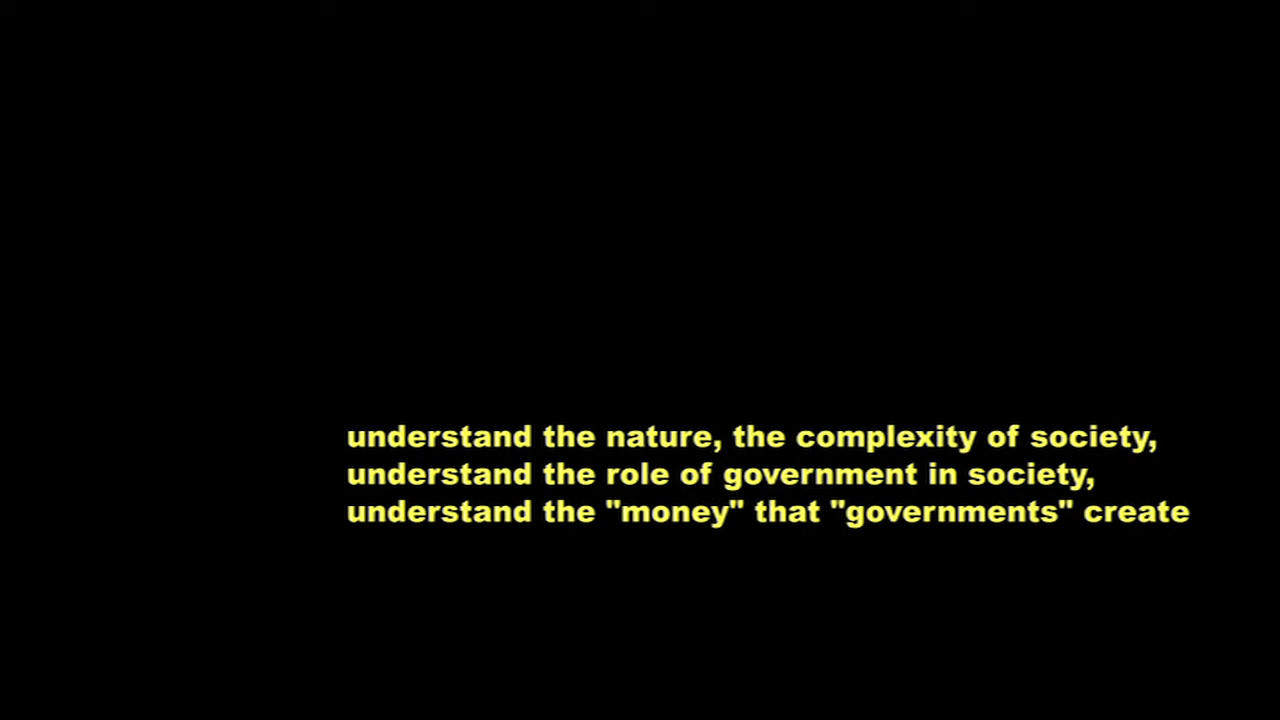 understand the nature, the complexity of society,
understand the role of government in society,
understand the "money" that "governments" create